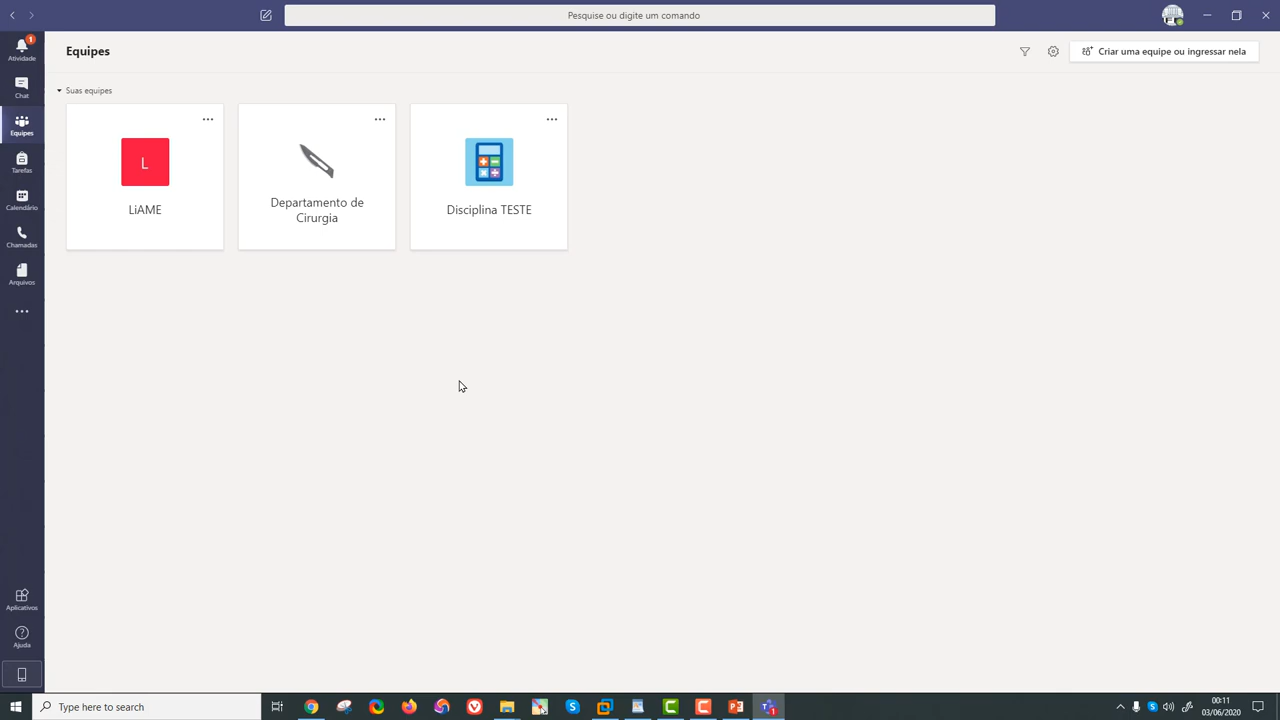 Pesquise ou digite um comando
1
Atividade
Equipes
Criar uma equipe ou ingressar nela
Chat
Suas equipes
Equipes
L
LiAME
Departamento de
Cirurgia
Disciplina TESTE
Tarefas
Calendário
Chamadas
Arquivos
Aplicativos
Ajuda
Type here to search
00:11
03/06/2020